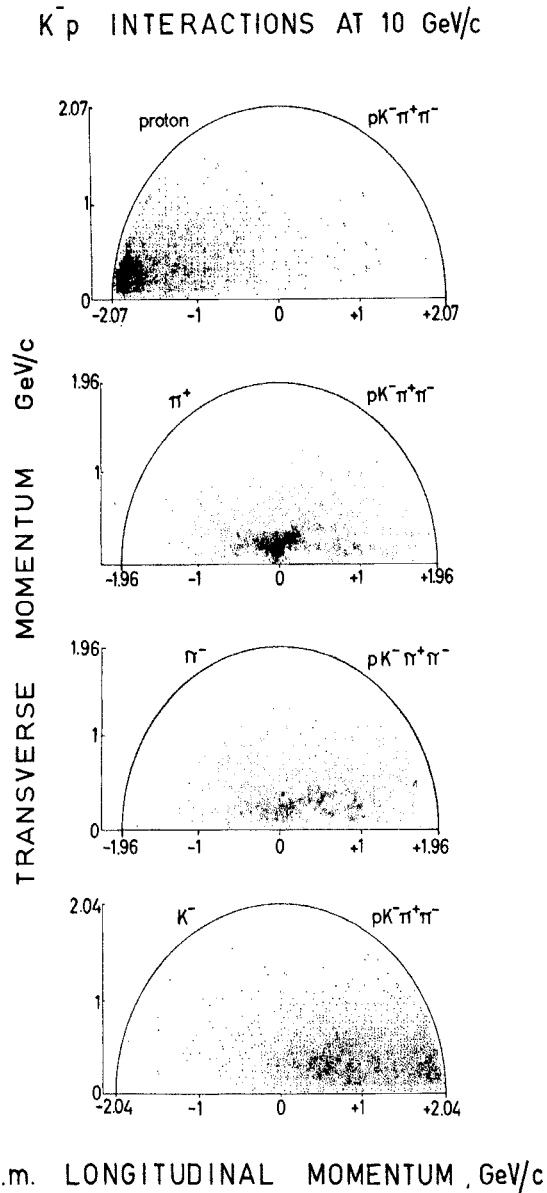 K⁻p INTERACTIONS AT 10 GeV/c
2.07 proton pK⁻π⁺π⁻
1
0
-2.07 -1 0 +1 +2.07
1.96 π⁺ pK⁻π⁺π⁻
1
-1.96 -1 0 +1 +1.96
1.96 π⁻ pK⁻π⁺π⁻
1
0
-1.96 -1 0 +1 +1.96
2.04 K⁻ pK⁻π⁺π⁻
1
0
-2.04 -1 0 +1 +2.04
TRANSVERSE MOMENTUM GeV/c
.m. LONGITUDINAL MOMENTUM, GeV/c